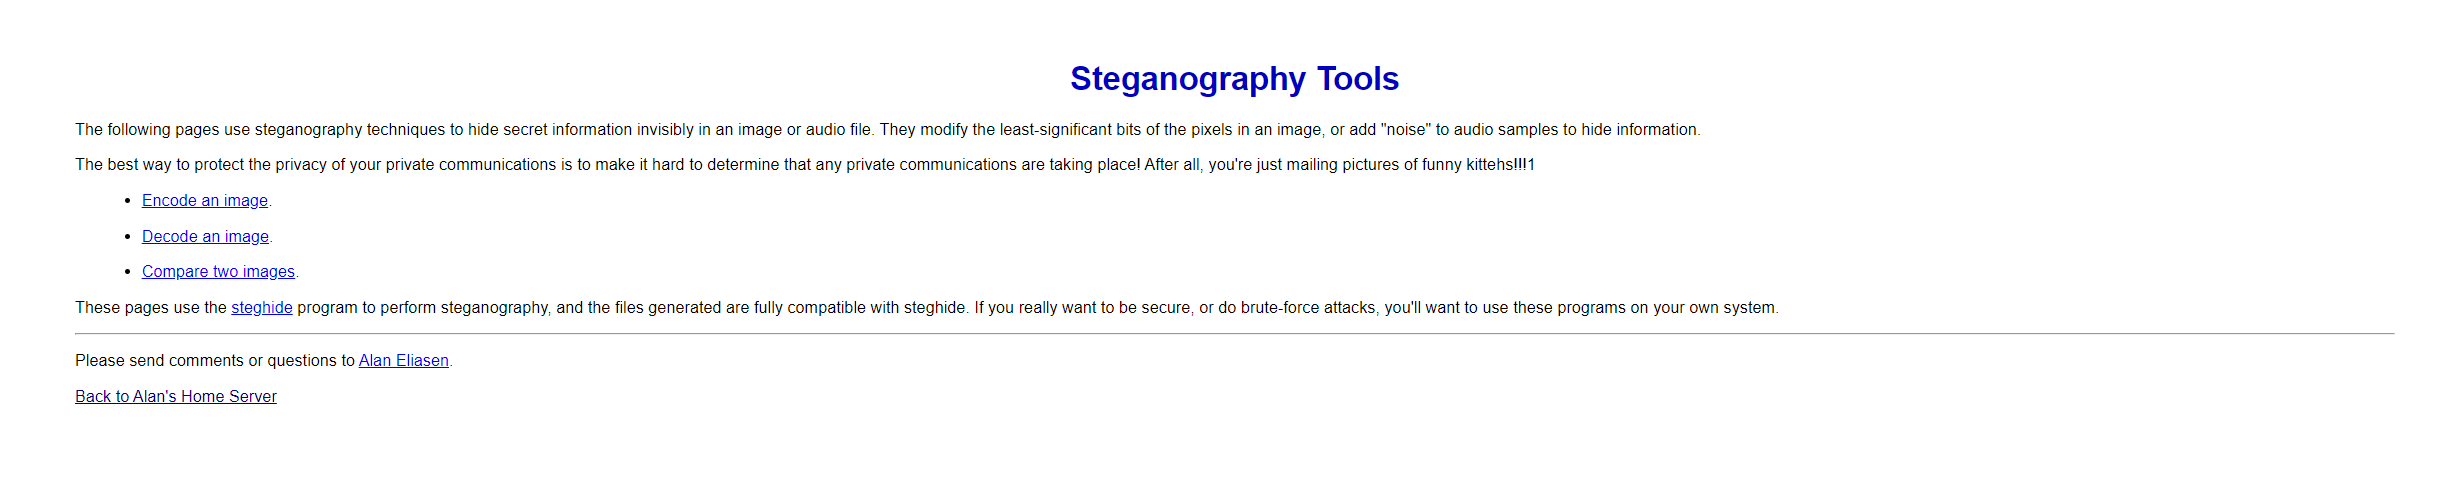 Steganography Tools
The following pages use steganography techniques to hide secret information invisibly in an image or audio file. They modify the least-significant bits of the pixels in an image, or add "noise" to audio samples to hide information.
The best way to protect the privacy of your private communications is to make it hard to determine that any private communications are taking place! After all, you're just mailing pictures of funny kittehs!!!1
• Encode an image.
• Decode an image.
• Compare two images.
These pages use the steghide program to perform steganography, and the files generated are fully compatible with steghide. If you really want to be secure, or do brute-force attacks, you'll want to use these programs on your own system.
Please send comments or questions to Alan Eliasen.
Back to Alan's Home Server